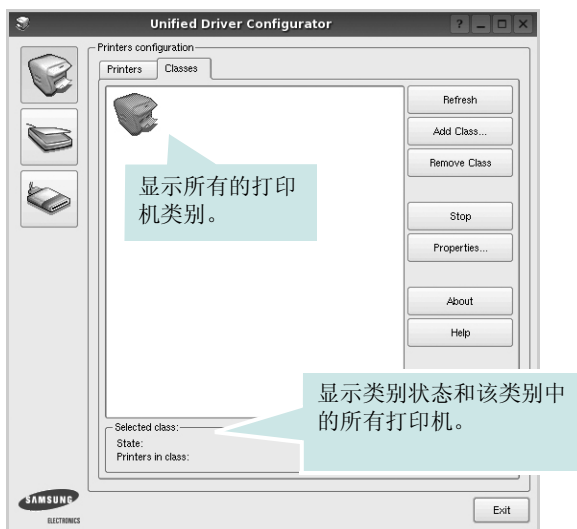 Unified Driver Configurator
? _ □ X
Printers configuration
Printers
Classes
Refresh
Add Class...
Remove Class
显示所有的打印
机类别。
Stop
Properties...
About
Help
显示类别状态和该类别中
的所有打印机。
Selected class:
State:
Printers in class:
SAMSUNG
ELECTRONICS
Exit